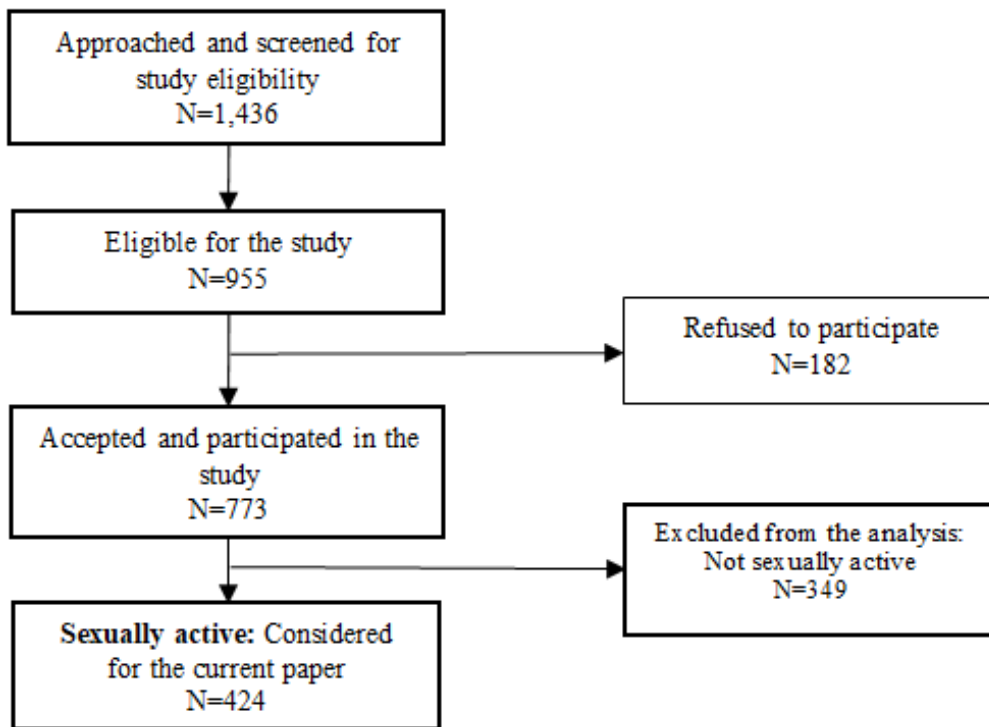 Approached and screened for
study eligibility
N=1,436
Eligible for the study
N=955
Refused to participate
N=182
Accepted and participated in the
study
N=773
Excluded from the analysis:
Not sexually active
N=349
Sexually active: Considered
for the current paper
N=424